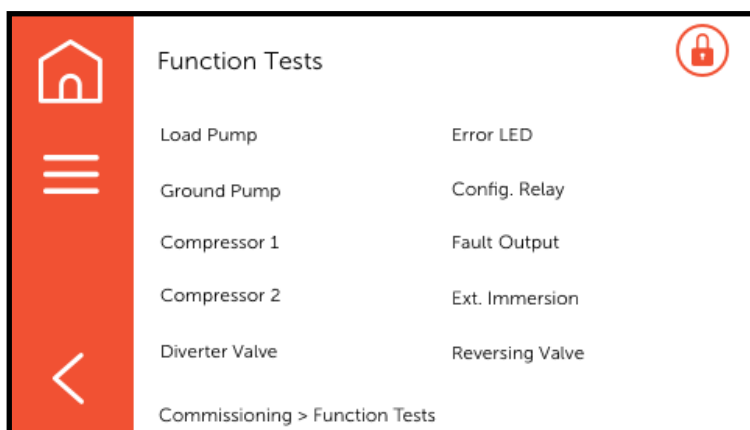 Function Tests
Load Pump
Error LED
Ground Pump
Config. Relay
Compressor 1
Fault Output
Compressor 2
Ext. Immersion
Diverter Valve
Reversing Valve
Commissioning > Function Tests